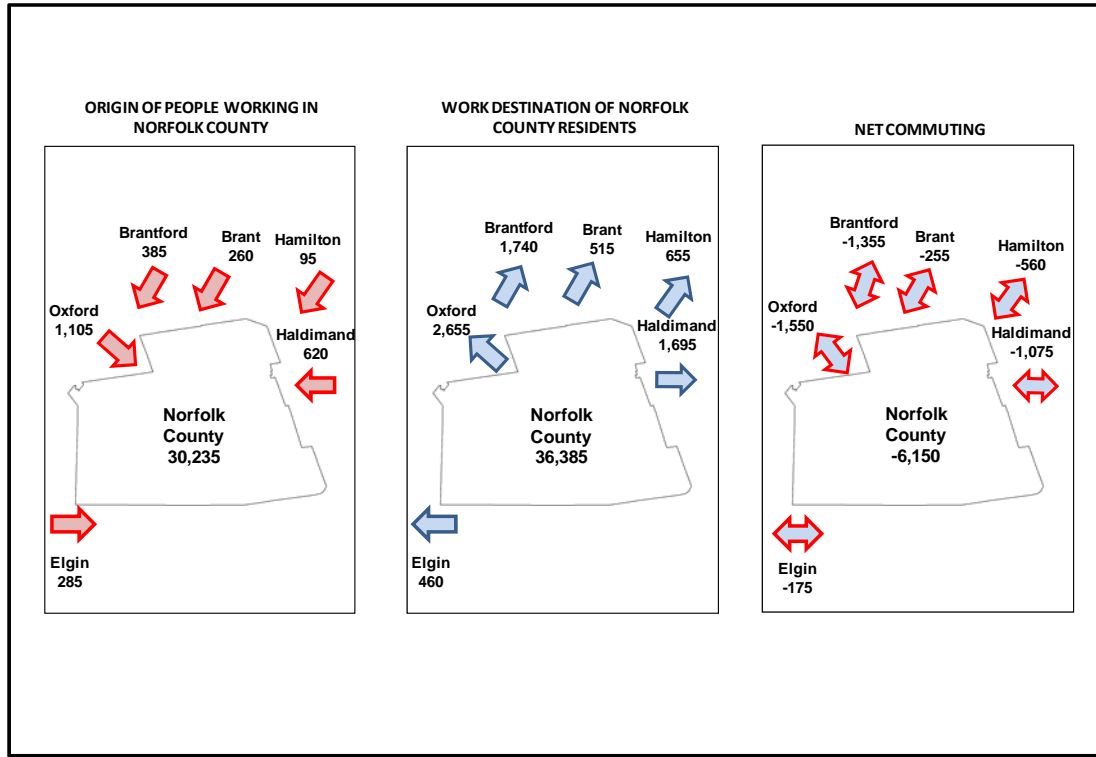 ORIGIN OF PEOPLE WORKING IN
NORFOLK COUNTY
Brantford
385
Brant
260
Hamilton
95
Oxford
1,105
Haldimand
620
Norfolk
County
30,235
Elgin
285
WORK DESTINATION OF NORFOLK
COUNTY RESIDENTS
Brantford
1,740
Brant
515
Hamilton
655
Oxford
2,655
Haldimand
1,695
Norfolk
County
36,385
Elgin
460
NET COMMUTING
Brantford
-1,355
Brant
-255
Hamilton
-560
Oxford
-1,550
Haldimand
-1,075
Norfolk
County
-6,150
Elgin
-175